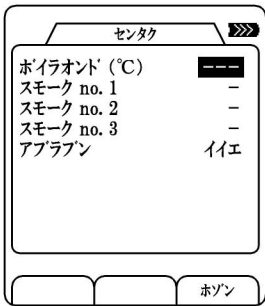 センタク
ボイラオンド (℃) ---
スモーク no. 1 -
スモーク no. 2 -
スモーク no. 3 -
アブラブン イイエ
ホゾン